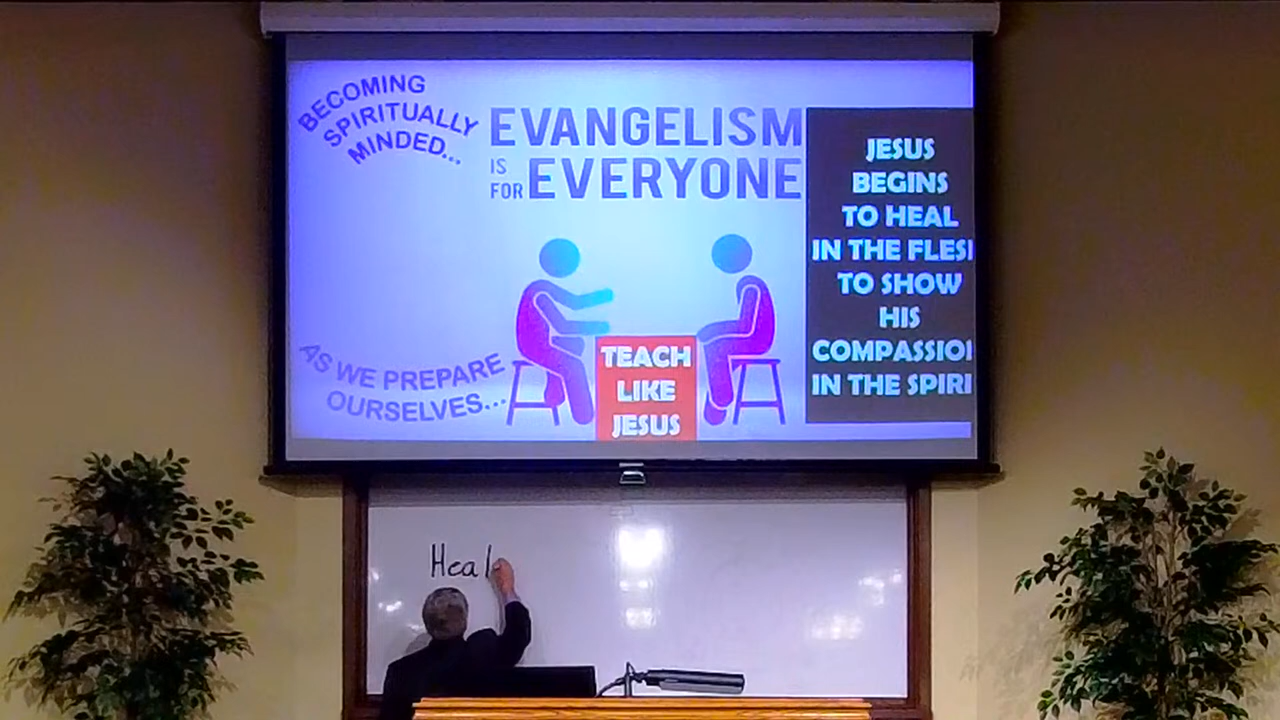 BECOMING
SPIRITUALLY
MINDED...
EVANGELISM
IS
FOR EVERYONE
JESUS
BEGINS
TO HEAL
IN THE FLESH
TO SHOW
HIS
COMPASSION
IN THE SPIRI
AS WE PREPARE
OURSELVES...
TEACH
LIKE
JESUS
Heal